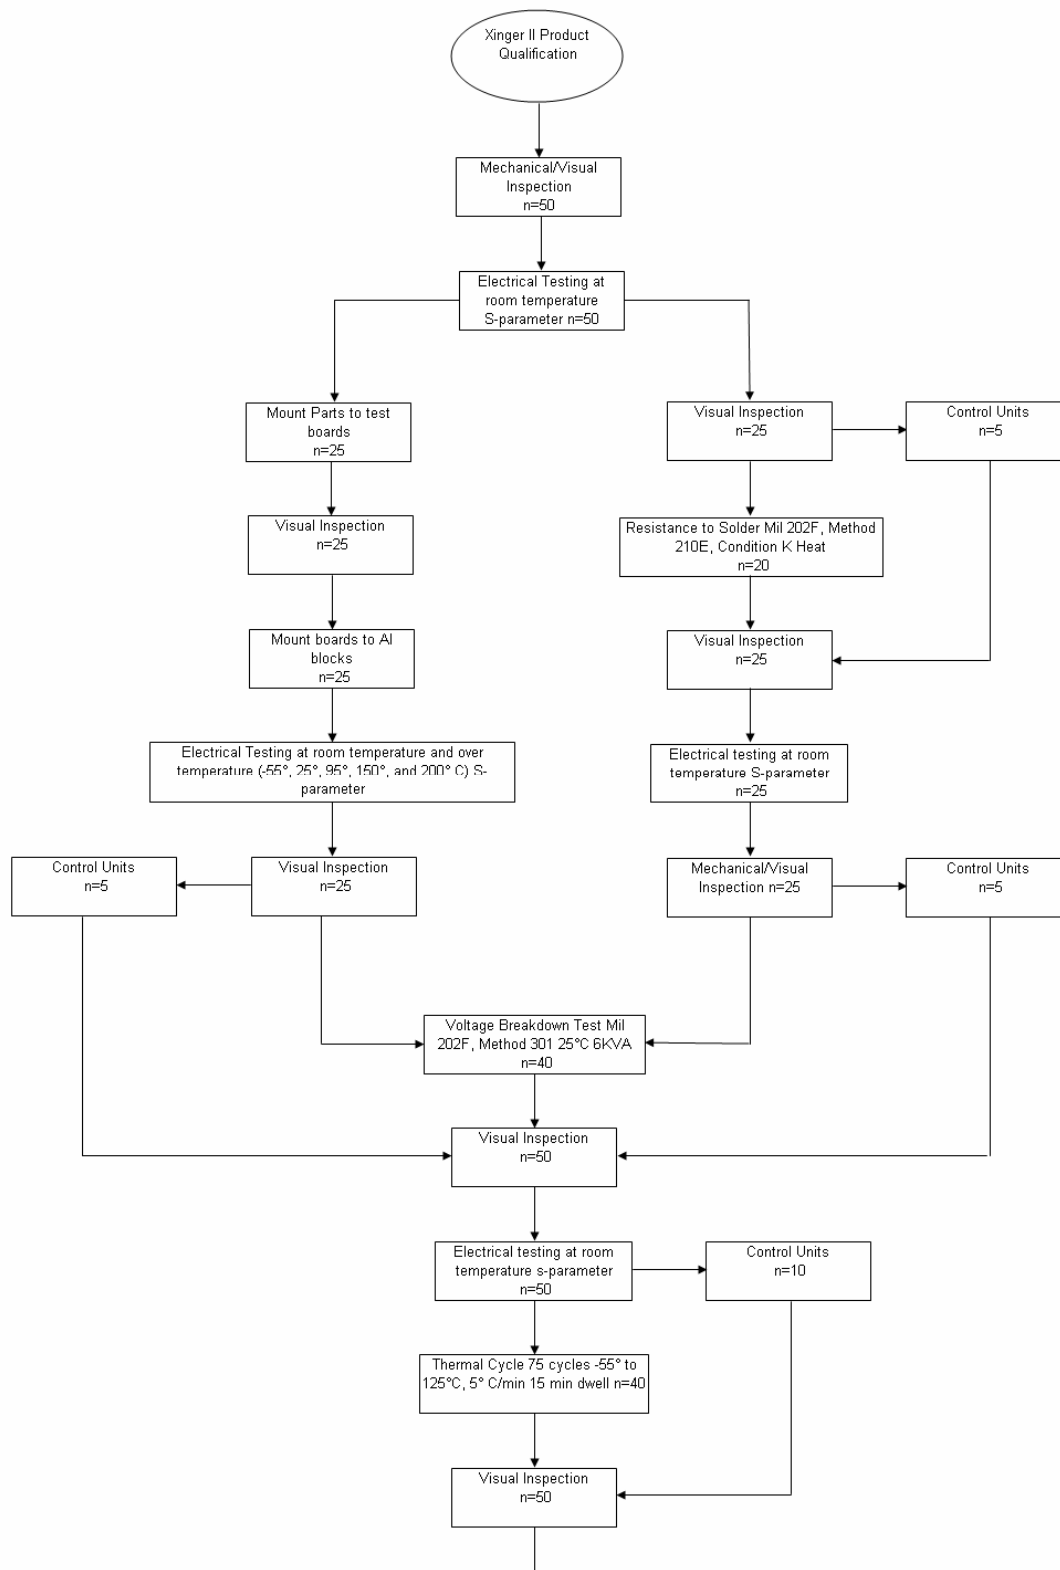 Xinger II Product
Qualification
Mechanical/Visual
Inspection
n=50
Electrical Testing at
room temperature
S-parameter n=50
Mount Parts to test
boards
n=25
Visual Inspection
n=25
Control Units
n=5
Visual Inspection
n=25
Resistance to Solder Mil 202F, Method
210E, Condition K Heat
n=20
Mount boards to Al
blocks
n=25
Visual Inspection
n=25
Electrical Testing at room temperature and over
temperature (-55°, 25°, 95°, 150°, and 200° C) S-
parameter
Electrical testing at room
temperature S-parameter
n=25
Control Units
n=5
Visual Inspection
n=25
Mechanical/Visual
Inspection n=25
Control Units
n=5
Voltage Breakdown Test Mil
202F, Method 301 25°C 6KVA
n=40
Visual Inspection
n=50
Electrical testing at room
temperature s-parameter
n=50
Control Units
n=10
Thermal Cycle 75 cycles -55° to
125°C, 5° C/min 15 min dwell n=40
Visual Inspection
n=50